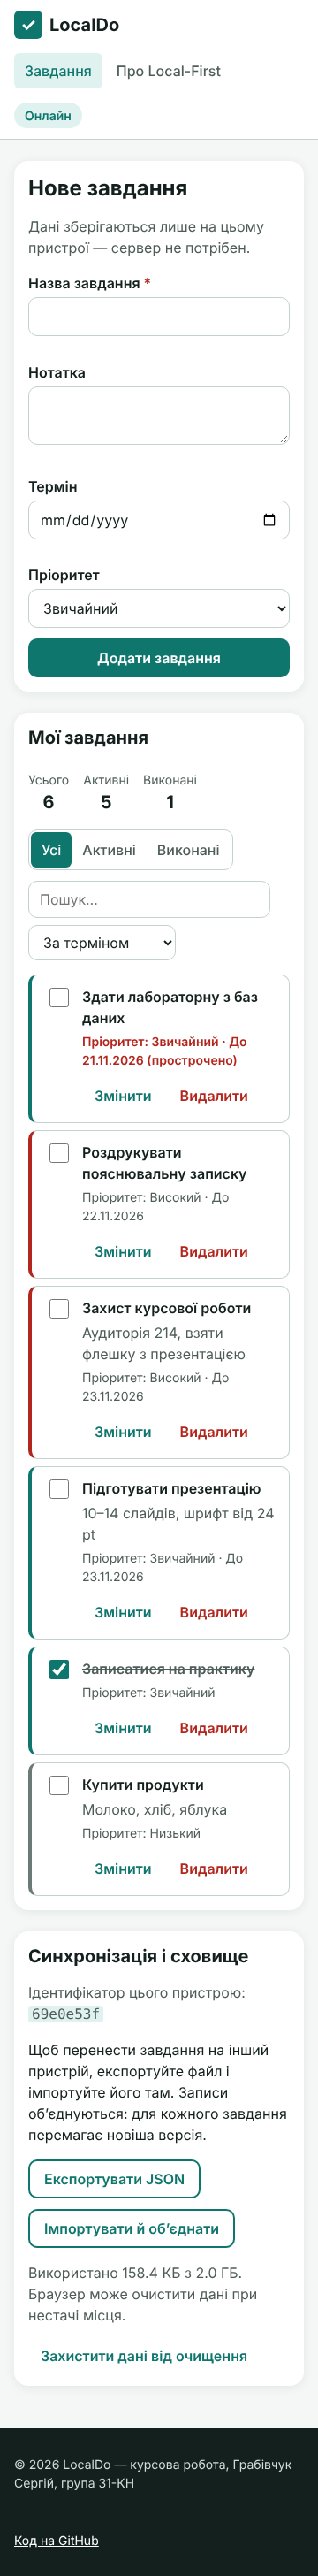 LocalDo
Завдання
Про Local-First
Онлайн
Нове завдання
Дані зберігаються лише на цьому
пристрої — сервер не потрібен.
Назва завдання *
Нотатка
Термін
mm/dd/yyyy
Пріоритет
Звичайний
Додати завдання
Мої завдання
Усього Активні Виконані
6 5 1
Усі Активні Виконані
Пошук...
За терміном
Здати лабораторну з баз
даних
Пріоритет: Звичайний · До
21.11.2026 (прострочено)
Змінити Видалити
Роздрукувати
пояснювальну записку
Пріоритет: Високий · До
22.11.2026
Змінити Видалити
Захист курсової роботи
Аудиторія 214, взяти
флешку з презентацією
Пріоритет: Високий · До
23.11.2026
Змінити Видалити
Підготувати презентацію
10–14 слайдів, шрифт від 24
pt
Пріоритет: Звичайний · До
23.11.2026
Змінити Видалити
Записатися на практику
Пріоритет: Звичайний
Змінити Видалити
Купити продукти
Молоко, хліб, яблука
Пріоритет: Низький
Змінити Видалити
Синхронізація і сховище
Ідентифікатор цього пристрою:
69e0e53f
Щоб перенести завдання на інший
пристрій, експортуйте файл і
імпортуйте його там. Записи
об’єднуються: для кожного завдання
перемагає новіша версія.
Експортувати JSON
Імпортувати й об’єднати
Використано 158.4 КБ з 2.0 ГБ.
Браузер може очистити дані при
нестачі місця.
Захистити дані від очищення
© 2026 LocalDo — курсова робота, Грабівчук
Сергій, група 31-КН
Код на GitHub